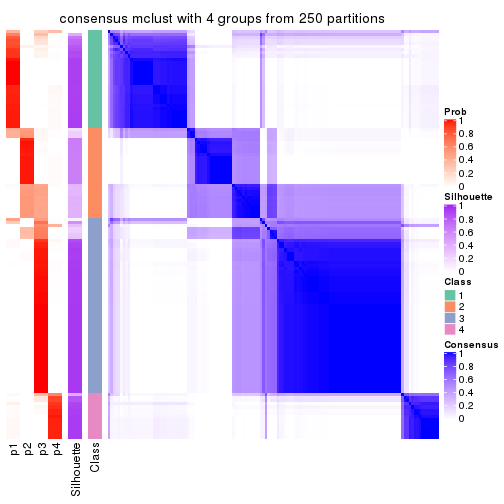 consensus mclust with 4 groups from 250 partitions
Prob
1
0.8
0.6
0.4
0.2
0
Silhouette
1
0.8
0.6
0.4
0.2
0
Class
1
2
3
4
Consensus
1
0.8
0.6
0.4
0.2
0
p1
p2
p3
p4
Silhouette
Class